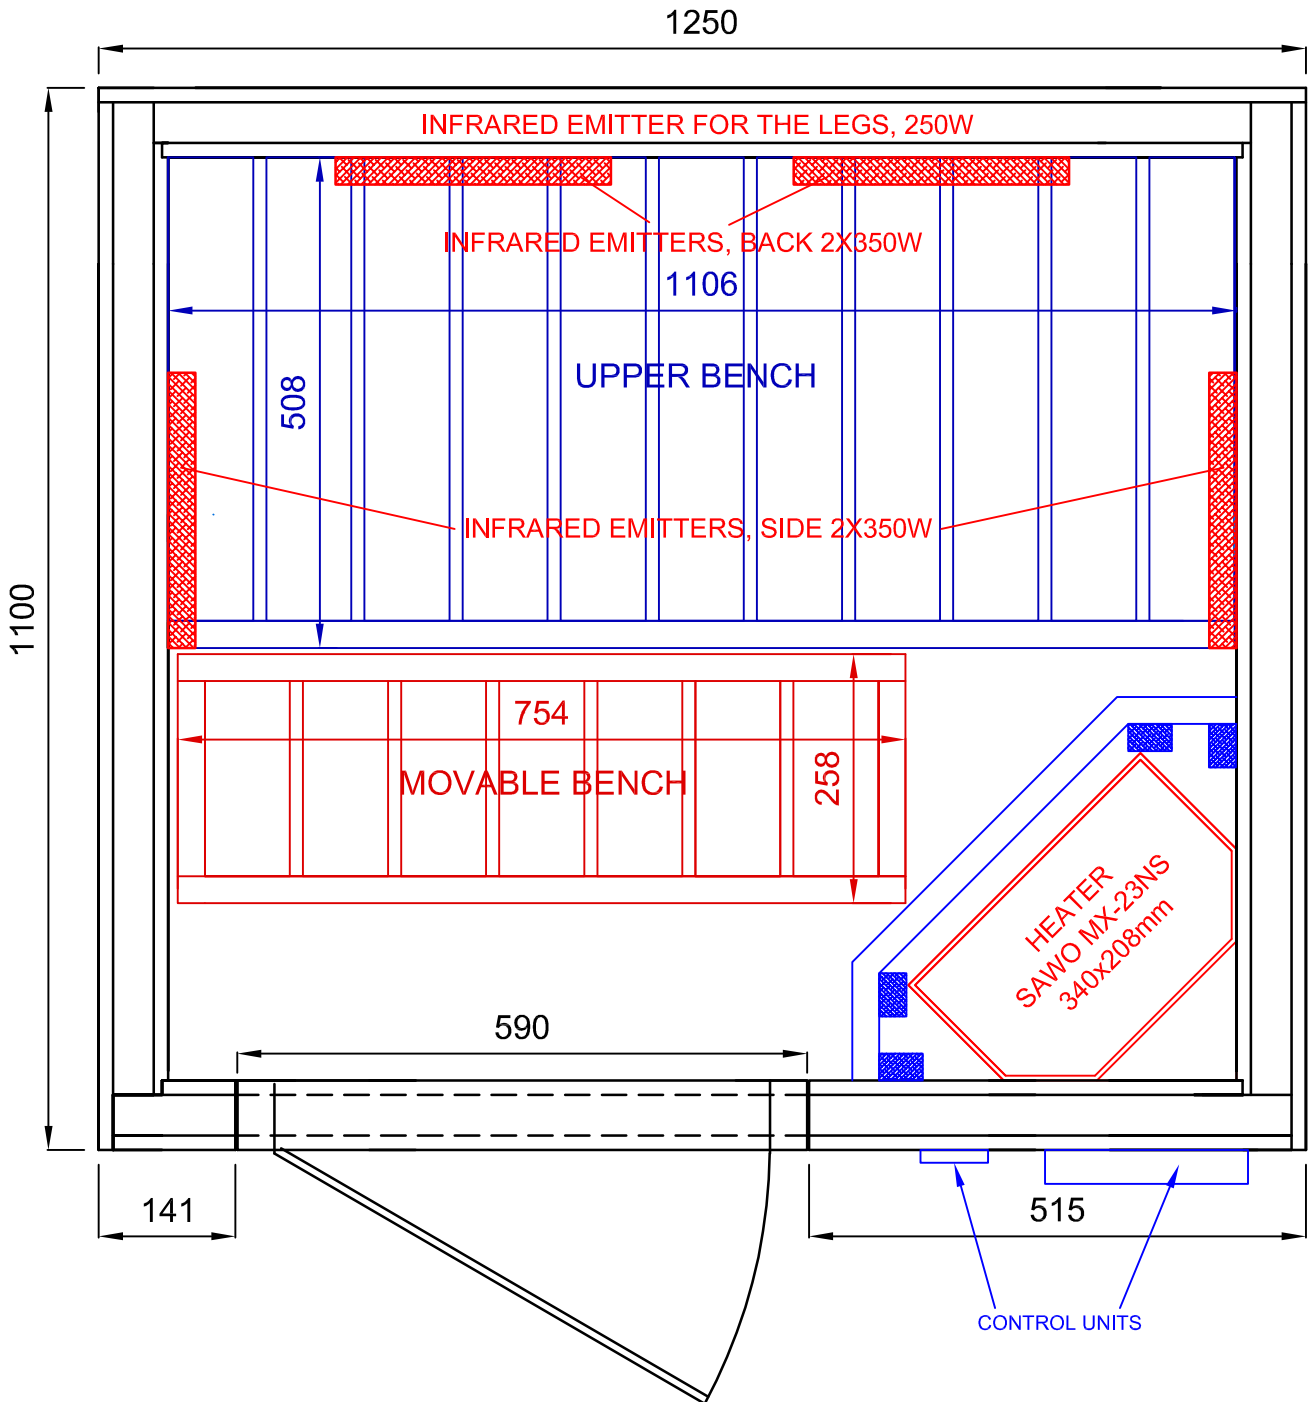 1250
INFRARED EMITTER FOR THE LEGS, 250W
INFRARED EMITTERS, BACK 2X350W
1106
UPPER BENCH
508
INFRARED EMITTERS, SIDE 2X350W
1100
754
MOVABLE BENCH
258
HEATER
SAWO MX-23NS
340x208mm
590
141
515
CONTROL UNITS